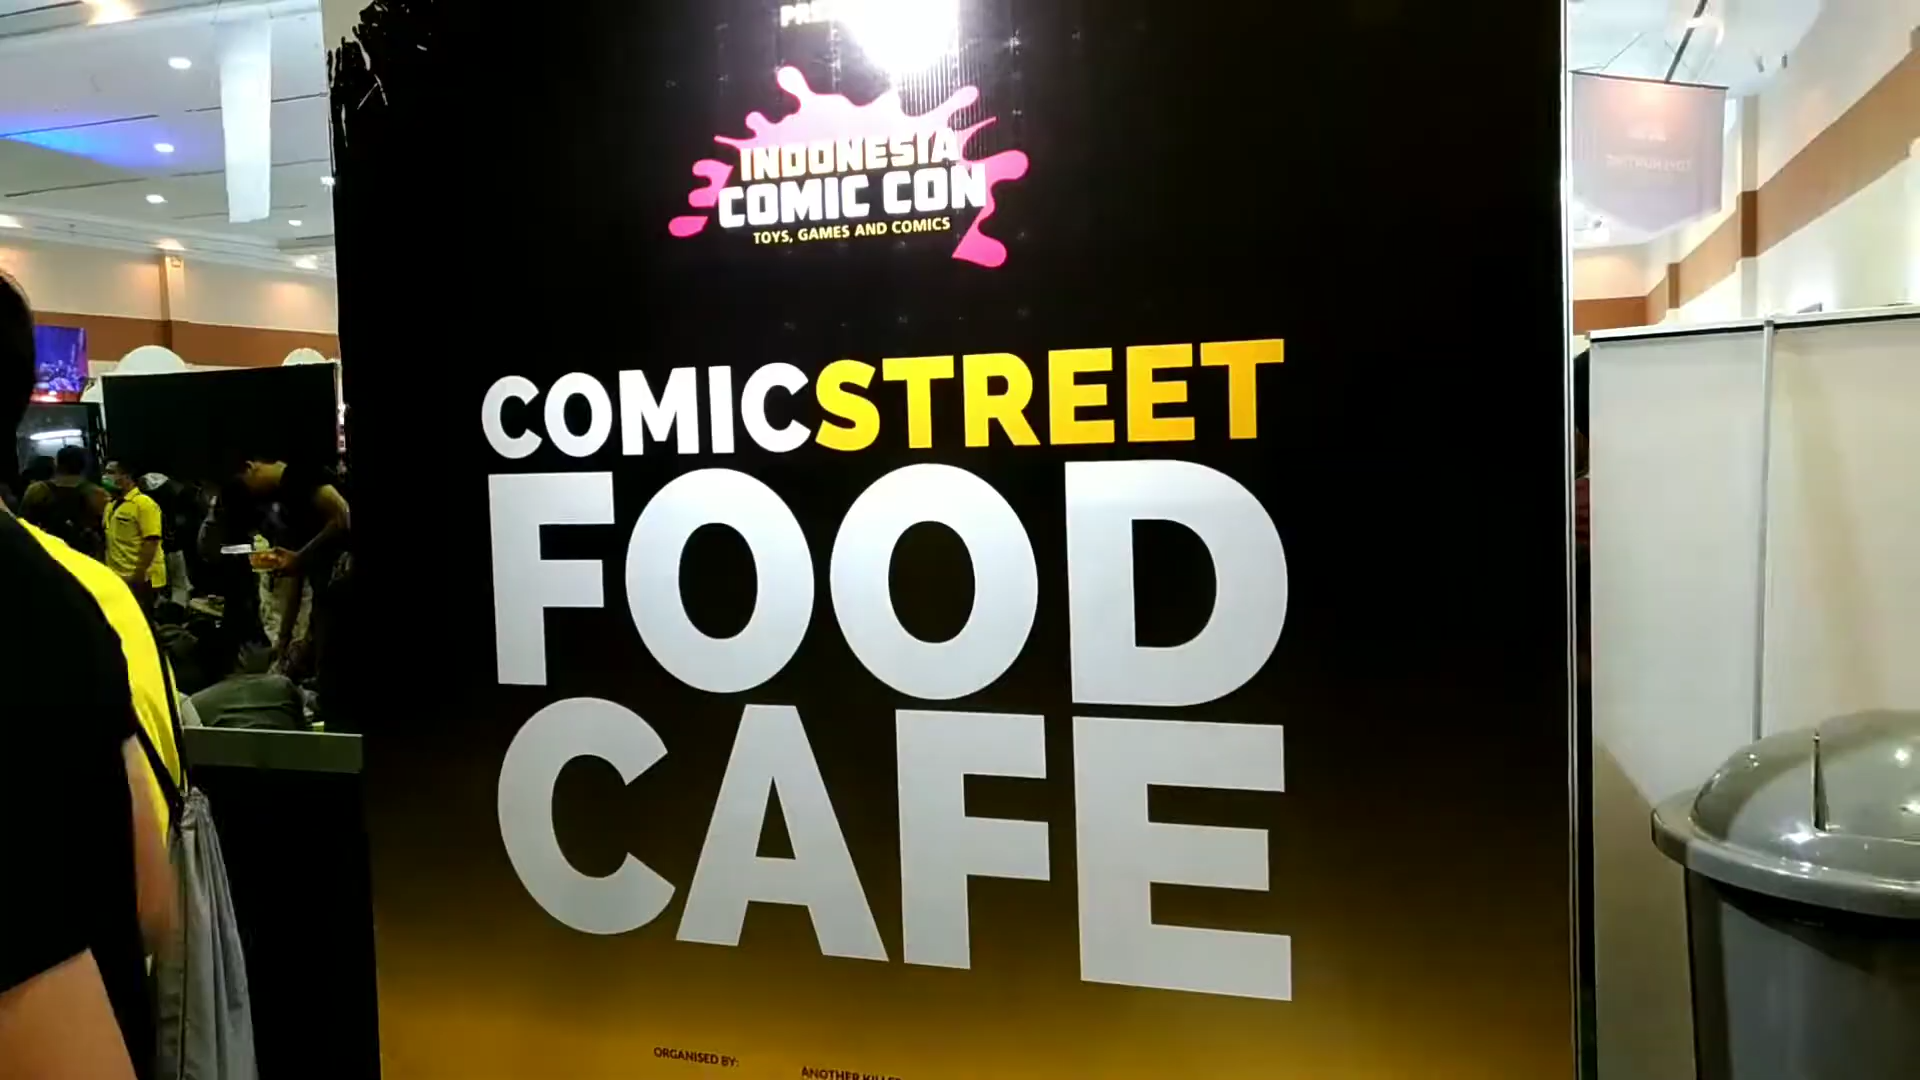 INDONESIA
COMIC CON
TOYS, GAMES AND COMICS
COMICSTREET
FOOD
CAFE
ORGANISED BY:
ANOTHER